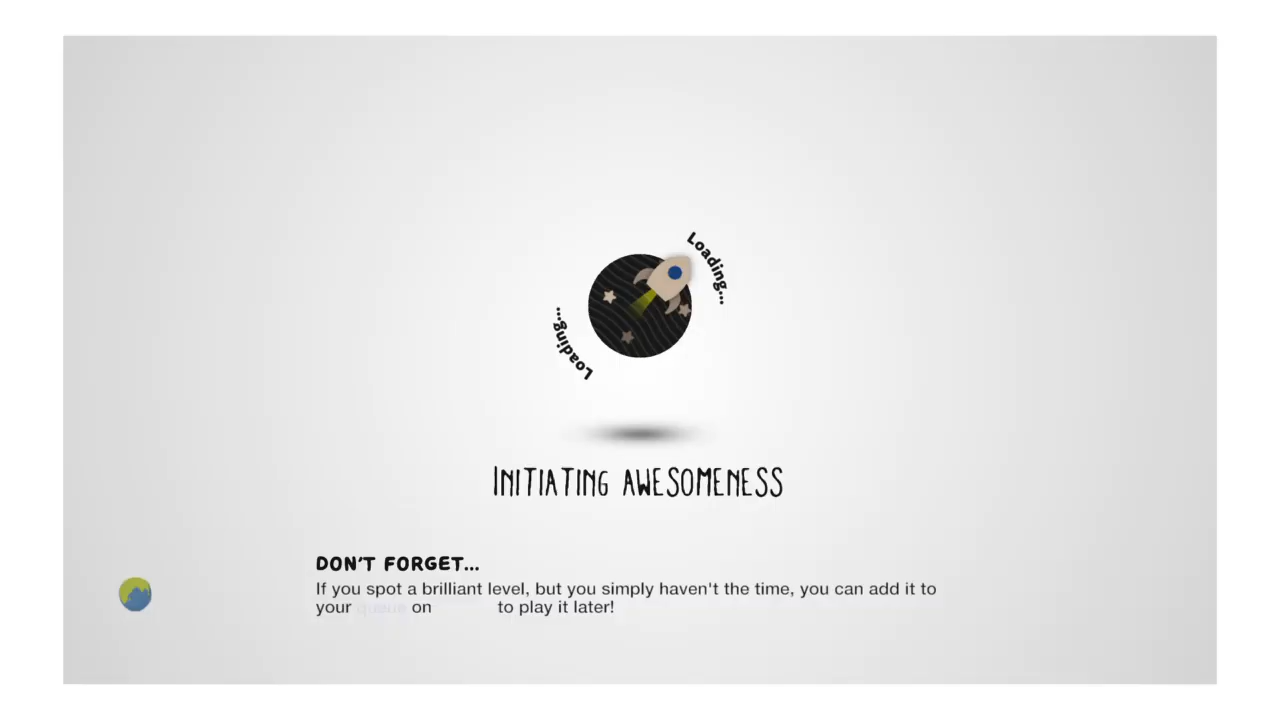 Loading...
Loading...
INITIATING AWESOMENESS
DON'T FORGET...
If you spot a brilliant level, but you simply haven't the time, you can add it to
your queue on to play it later!